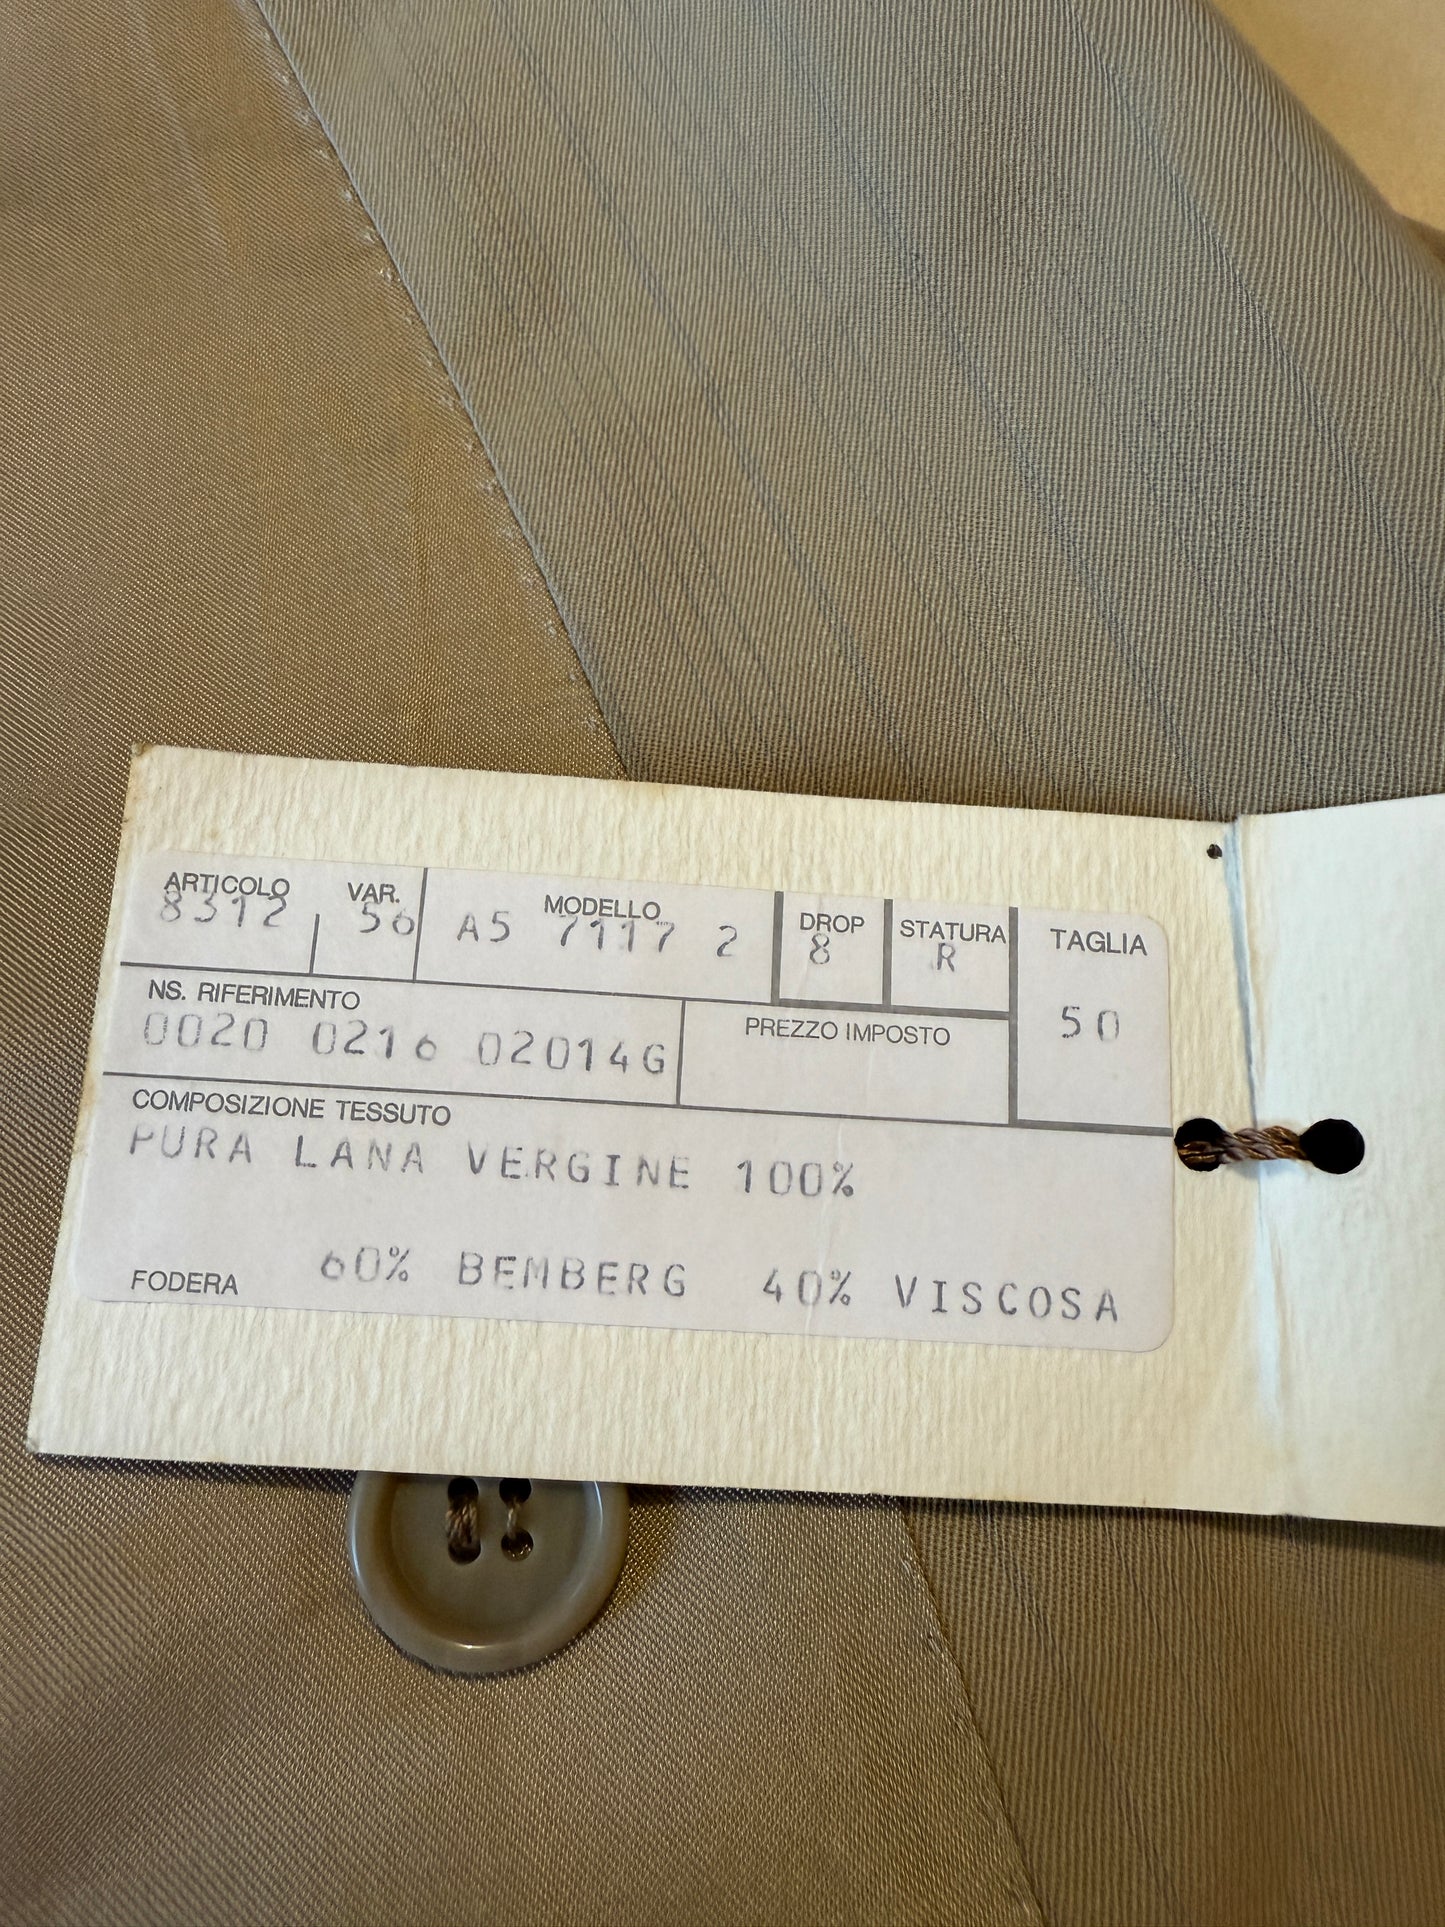 ARTICOLO VAR. MODELLO DROP STATURA TAGLIA
8312 56 A5 7117 2 8 R 50
NS. RIFERIMENTO PREZZO IMPOSTO
0020 0216 02014G
COMPOSIZIONE TESSUTO
PURA LANA VERGINE 100%
FODERA 60% BEMBERG 40% VISCOSA